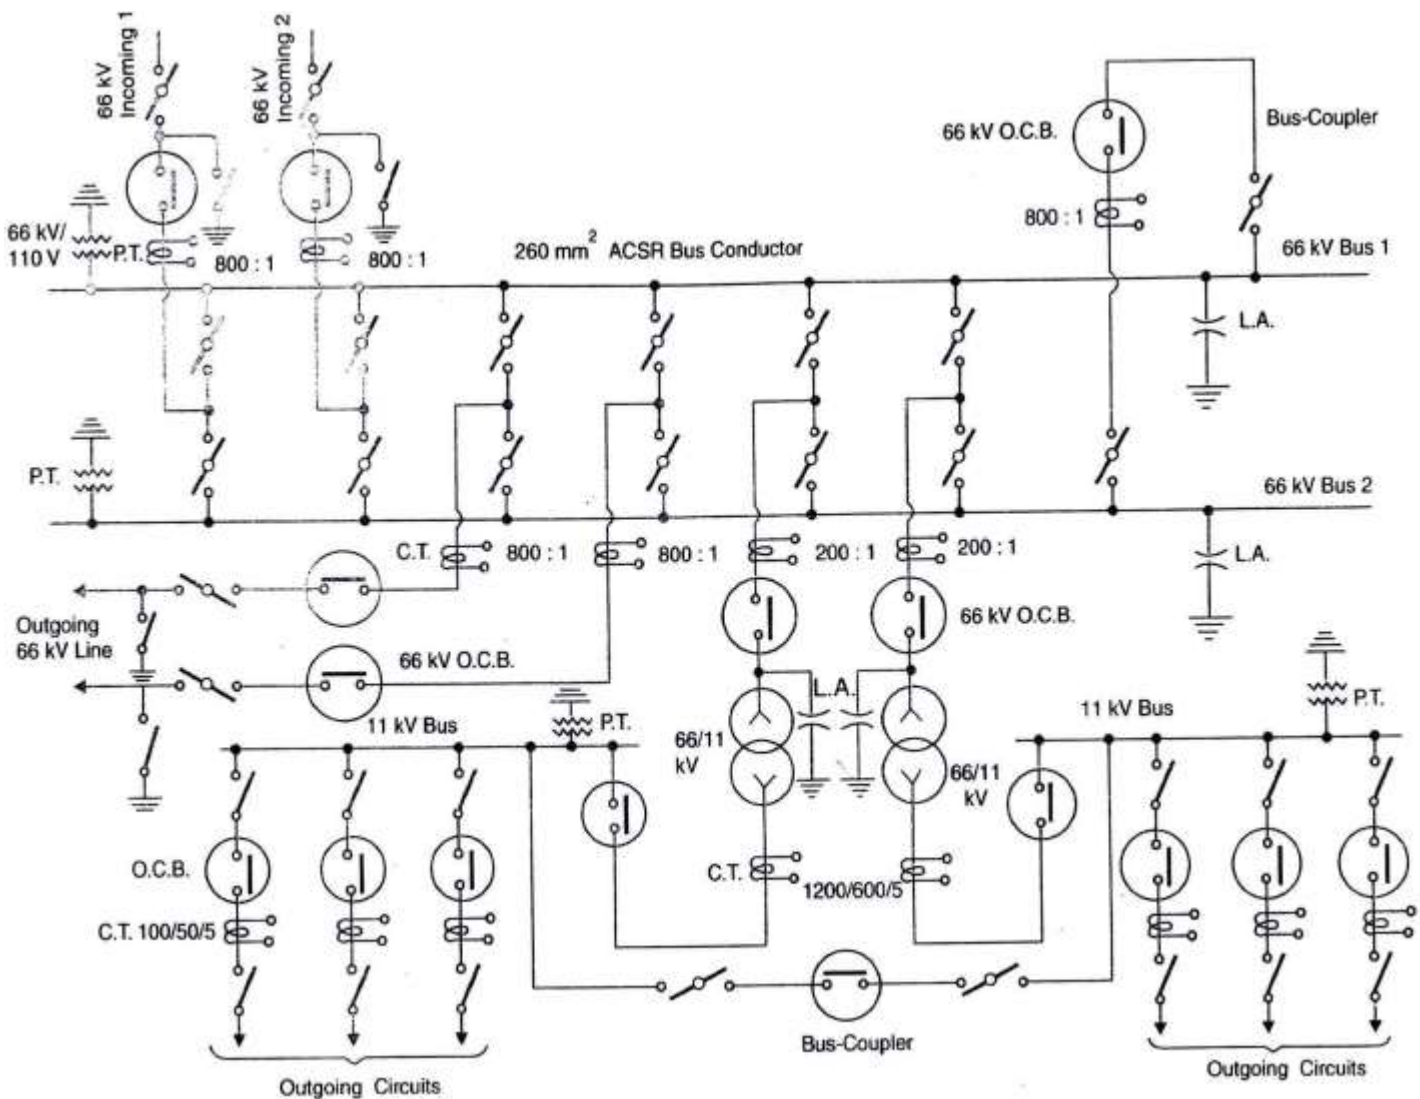 66 kV
Incoming 1
66 kV
Incoming 2
66 kV O.C.B.
Bus-Coupler
800 : 1
66 kV/
110 V
P.T.
800 : 1
800 : 1
260 mm² ACSR Bus Conductor
66 kV Bus 1
L.A.
P.T.
66 kV Bus 2
C.T.
800 : 1
800 : 1
200 : 1
200 : 1
L.A.
Outgoing
66 kV Line
66 kV O.C.B.
66 kV O.C.B.
11 kV Bus
P.T.
L.A.
11 kV Bus
P.T.
66/11
kV
66/11
kV
O.C.B.
C.T.
1200/600/5
C.T. 100/50/5
Bus-Coupler
Outgoing Circuits
Outgoing Circuits